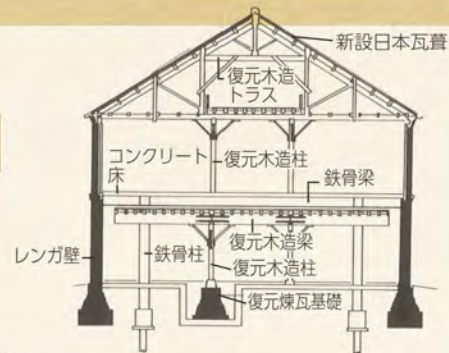 新設日本瓦葺
復元木造
トラス
コンクリート
床
復元木造柱
鉄骨梁
レンガ壁
鉄骨柱
復元木造梁
復元木造柱
復元煉瓦基礎